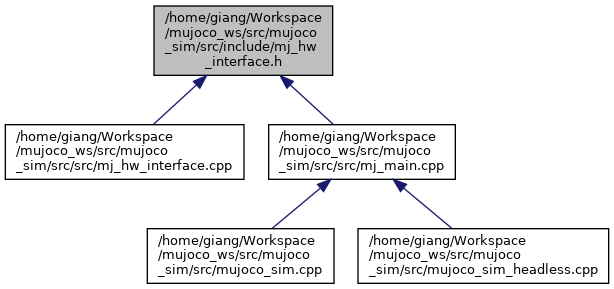 /home/giang/Workspace
/mujoco_ws/src/mujoco
_sim/src/include/mj_hw
_interface.h
/home/giang/Workspace
/mujoco_ws/src/mujoco
_sim/src/src/mj_hw_interface.cpp
/home/giang/Workspace
/mujoco_ws/src/mujoco
_sim/src/src/mj_main.cpp
/home/giang/Workspace
/mujoco_ws/src/mujoco
_sim/src/mujoco_sim.cpp
/home/giang/Workspace
/mujoco_ws/src/mujoco
_sim/src/mujoco_sim_headless.cpp